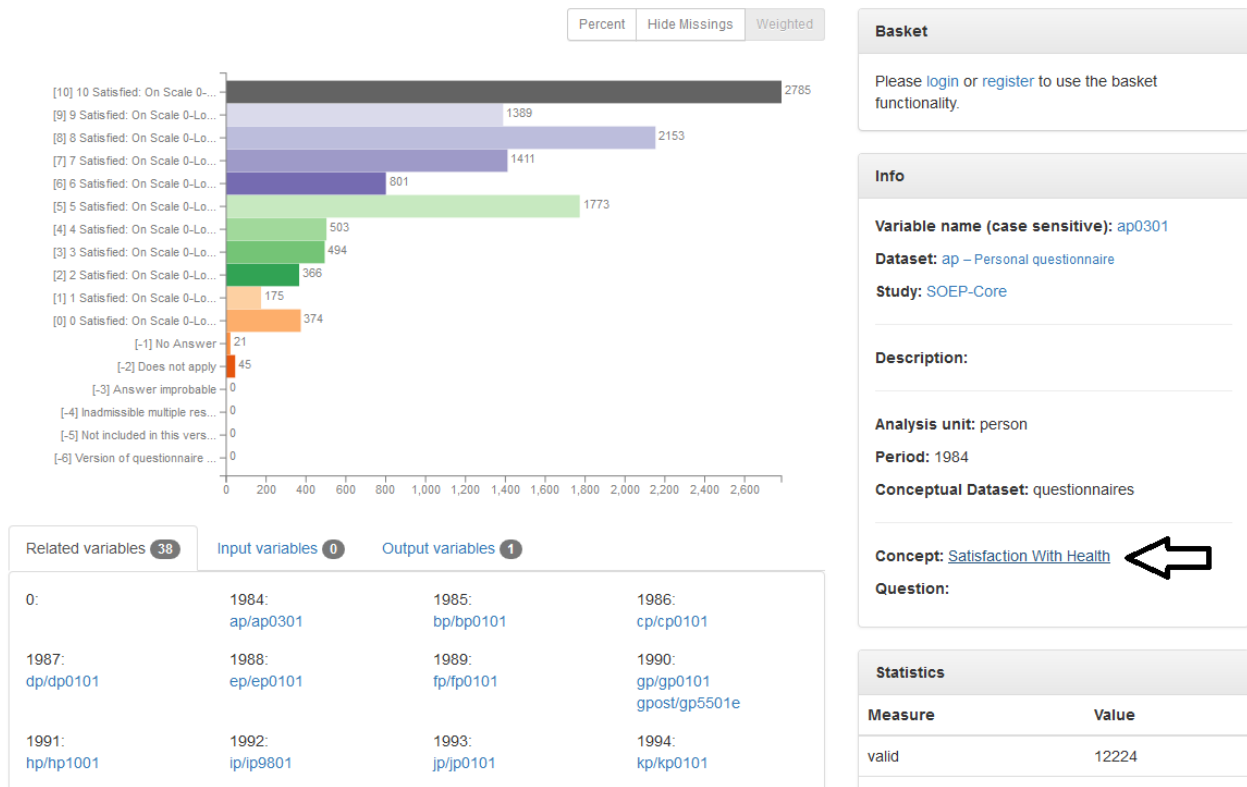 Percent Hide Missings Weighted
[10] 10 Satisfied: On Scale 0-... 2785
[9] 9 Satisfied: On Scale 0-Lo... 1389
[8] 8 Satisfied: On Scale 0-Lo... 2153
[7] 7 Satisfied: On Scale 0-Lo... 1411
[6] 6 Satisfied: On Scale 0-Lo... 801
[5] 5 Satisfied: On Scale 0-Lo... 1773
[4] 4 Satisfied: On Scale 0-Lo... 503
[3] 3 Satisfied: On Scale 0-Lo... 494
[2] 2 Satisfied: On Scale 0-Lo... 366
[1] 1 Satisfied: On Scale 0-Lo... 175
[0] 0 Satisfied: On Scale 0-Lo... 374
[-1] No Answer 21
[-2] Does not apply 45
[-3] Answer improbable 0
[-4] Inadmissible multiple res... 0
[-5] Not included in this vers... 0
[-6] Version of questionnaire ... 0
0 200 400 600 800 1,000 1,200 1,400 1,600 1,800 2,000 2,200 2,400 2,600
Related variables 38 Input variables 0 Output variables 1
0: 1984: 1985: 1986:
ap/ap0301 bp/bp0101 cp/cp0101
1987: 1988: 1989: 1990:
dp/dp0101 ep/ep0101 fp/fp0101 gp/gp0101
gpost/gp5501e
1991: 1992: 1993: 1994:
hp/hp1001 ip/ip9801 jp/jp0101 kp/kp0101
Basket
Please login or register to use the basket
functionality.
Info
Variable name (case sensitive): ap0301
Dataset: ap – Personal questionnaire
Study: SOEP-Core
Description:
Analysis unit: person
Period: 1984
Conceptual Dataset: questionnaires
Concept: Satisfaction With Health
Question:
Statistics
Measure Value
valid 12224